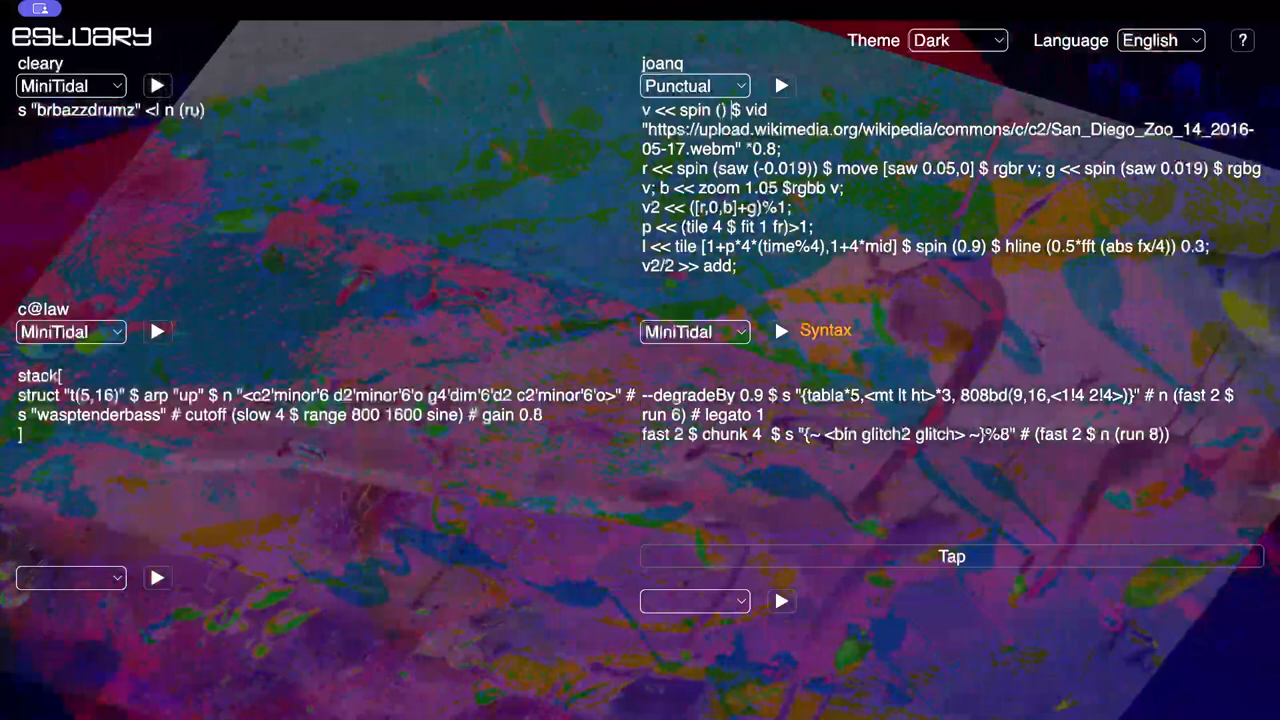 estuary
Theme Dark Language English ?
cleary
MiniTidal
s "brbazzdrumz" <l n (ru)
joanq
Punctual
v << spin () $ vid
"https://upload.wikimedia.org/wikipedia/commons/c/c2/San_Diego_Zoo_14_2016-
05-17.webm" *0.8;
r << spin (saw (-0.019)) $ move [saw 0.05,0] $ rgbr v; g << spin (saw 0.019) $ rgbg
v; b << zoom 1.05 $rgbb v;
v2 << ([r,0,b]+g)%1;
p << (tile 4 $ fit 1 fr)>1;
l << tile [1+p*4*(time%4),1+4*mid] $ spin (0.9) $ hline (0.5*fft (abs fx/4)) 0.3;
v2/2 >> add;
c@law
MiniTidal
stack[
struct "t(5,16)" $ arp "up" $ n "<c2'minor'6 d2'minor'6'o g4'dim'6'd2 c2'minor'6'o>" #
s "wasptenderbass" # cutoff (slow 4 $ range 800 1600 sine) # gain 0.8
]
MiniTidal Syntax
--degradeBy 0.9 $ s "{tabla*5,<mt lt ht>*3, 808bd(9,16,<1!4 2!4>)}" # n (fast 2 $
run 6) # legato 1
fast 2 $ chunk 4  $ s "{~ <bin glitch2 glitch> ~}%8" # (fast 2 $ n (run 8))
Tap